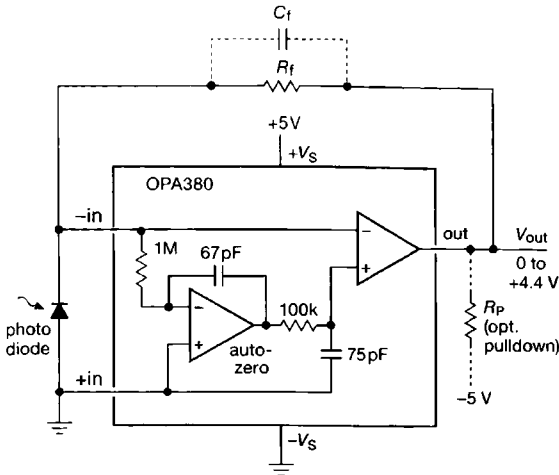 Cf
Rf
+5V
+VS
OPA380
−in
1M
67pF
−
+
out
Vout
0 to
+4.4 V
−
+
100k
auto-
zero
75pF
RP
(opt.
pulldown)
photo
diode
+in
−5 V
−VS